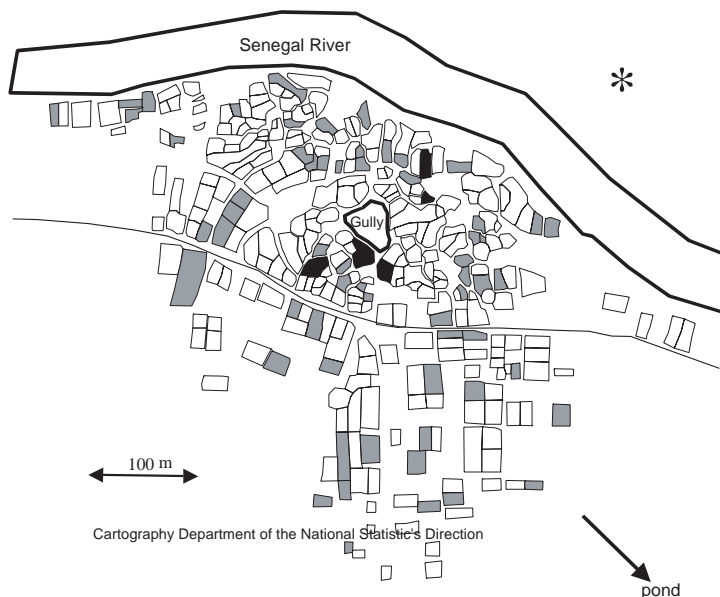 Senegal River
Gully
100 m
Cartography Department of the National Statistic's Direction
pond